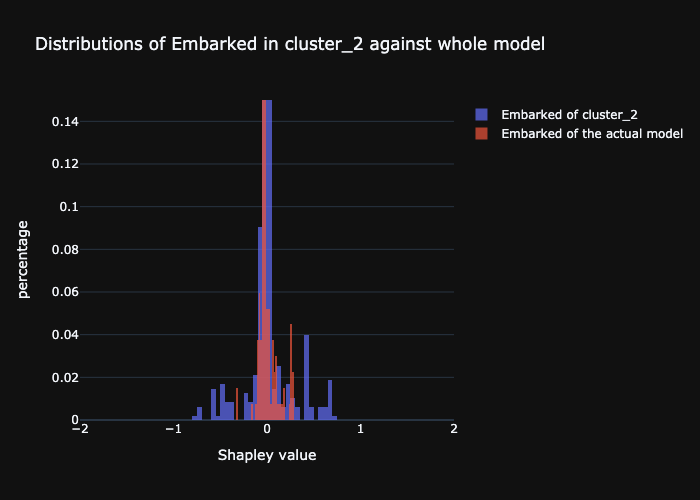 Distributions of Embarked in cluster_2 against whole model
Embarked of cluster_2
Embarked of the actual model
percentage
0.14
0.12
0.1
0.08
0.06
0.04
0.02
0
−2
−1
0
1
2
Shapley value